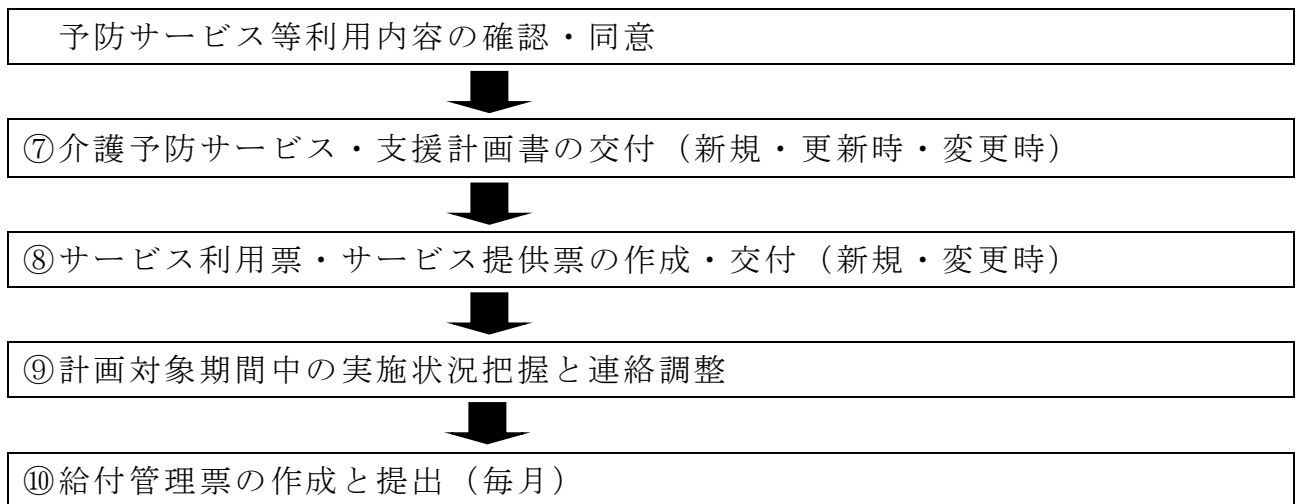 予防サービス等利用内容の確認・同意
⑦介護予防サービス・支援計画書の交付（新規・更新時・変更時）
⑧サービス利用票・サービス提供票の作成・交付（新規・変更時）
⑨計画対象期間中の実施状況把握と連絡調整
⑩給付管理票の作成と提出（毎月）